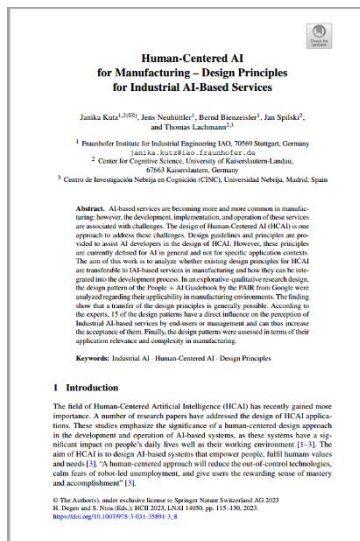 Check for
updates
Human-Centered AI
for Manufacturing – Design Principles
for Industrial AI-Based Services
Janika Kutz1,2(✉), Jens Neuhüttler1, Bernd Bienzeisler1, Jan Spilski2,
and Thomas Lachmann2,3
1 Fraunhofer Institute for Industrial Engineering IAO, 70569 Stuttgart, Germany
janika.kutz@iao.fraunhofer.de
2 Center for Cognitive Science, University of Kaiserslautern-Landau,
67663 Kaiserslautern, Germany
3 Centro de Investigación Nebrija en Cognición (CINC), Universidad Nebrija, Madrid, Spain
Abstract. AI-based services are becoming more and more common in manufac-
turing; however, the development, implementation, and operation of these services
are associated with challenges. The design of Human-Centered AI (HCAI) is one
approach to address these challenges. Design guidelines and principles are pro-
vided to assist AI developers in the design of HCAI. However, these principles
are currently defined for AI in general and not for specific application contexts.
The aim of this work is to analyze whether existing design principles for HCAI
are transferable to IAI-based services in manufacturing and how they can be inte-
grated into the development process. In an explorative-qualitative research design,
the design pattern of the People + AI Guidebook by the PAIR from Google were
analyzed regarding their applicability in manufacturing environments. The finding
show that a transfer of the design principles is generally possible. According to
the experts, 15 of the design patterns have a direct influence on the perception of
Industrial AI-based services by end-users or management and can thus increase
the acceptance of them. Finally, the design patterns were assessed in terms of their
application relevance and complexity in manufacturing.
Keywords: Industrial AI · Human-Centered AI · Design Principles
1 Introduction
The field of Human-Centered Artificial Intelligence (HCAI) has recently gained more
importance. A number of research papers have addressed the design of HCAI applica-
tions. These studies emphasize the significance of a human-centered design approach
in the development and operation of AI-based systems, as these systems have a sig-
nificant impact on people's daily lives well as their working environment [1–3]. The
aim of HCAI is to design AI-based systems that empower people, fulfil humans values
and needs [3]. "A human-centered approach will reduce the out-of-control technologies,
calm fears of robot-led unemployment, and give users the rewarding sense of mastery
and accomplishment" [3].
© The Author(s), under exclusive license to Springer Nature Switzerland AG 2023
H. Degen and S. Ntoa (Eds.): HCII 2023, LNAI 14050, pp. 115–130, 2023.
https://doi.org/10.1007/978-3-031-35891-3_8